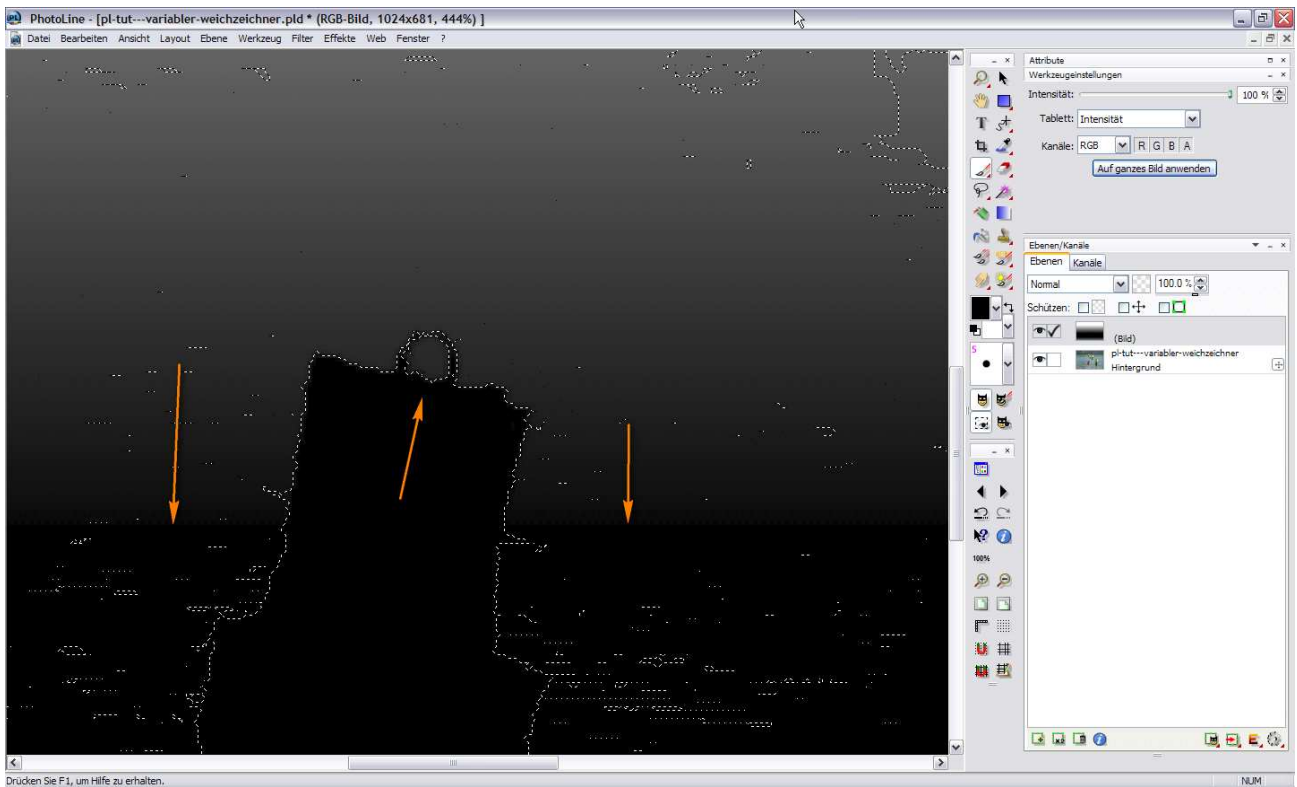 PhotoLine - [pl-tut---variabler-weichzeichner.pld * (RGB-Bild, 1024x681, 444%) ]
Datei Bearbeiten Ansicht Layout Ebene Werkzeug Filter Effekte Web Fenster ?
Attribute
Werkzeugeinstellungen
Intensität: 100 %
Tablett: Intensität
Kanäle: RGB R G B A
Auf ganzes Bild anwenden
Ebenen/Kanäle
Ebenen Kanäle
Normal 100.0 %
Schützen:
(Bild)
pl-tut---variabler-weichzeichner
Hintergrund
5
100%
Drücken Sie F1, um Hilfe zu erhalten.
NUM